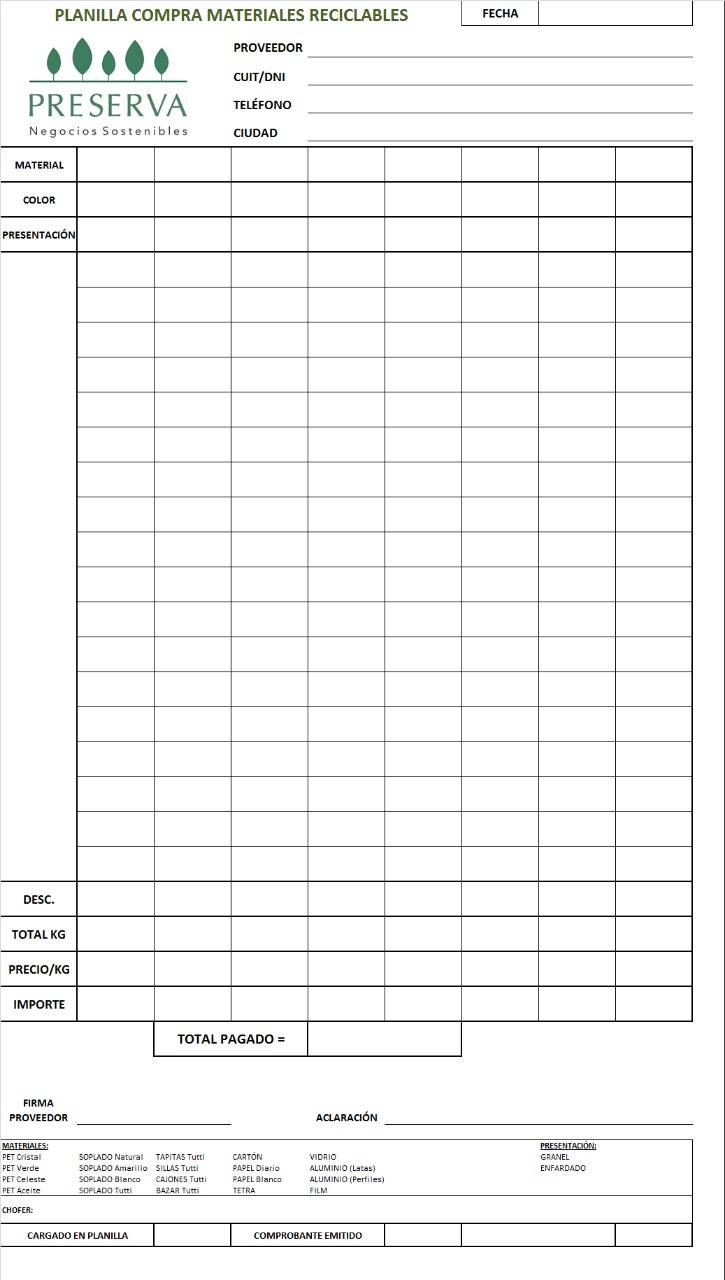 PLANILLA COMPRA MATERIALES RECICLABLES
FECHA
PRESERVA
Negocios Sostenibles
PROVEEDOR
CUIT/DNI
TELÉFONO
CIUDAD
MATERIAL
COLOR
PRESENTACIÓN
DESC.
TOTAL KG
PRECIO/KG
IMPORTE
TOTAL PAGADO =
FIRMA
PROVEEDOR
ACLARACIÓN
MATERIALES: PRESENTACIÓN:
PET Cristal SOPLADO Natural TAPITAS Tutti CARTÓN VIDRIO GRANEL
PET Verde SOPLADO Amarillo SILLAS Tutti PAPEL Diario ALUMINIO (Latas) ENFARDADO
PET Celeste SOPLADO Blanco CAJONES Tutti PAPEL Blanco ALUMINIO (Perfiles)
PET Aceite SOPLADO Tutti BAZAR Tutti TETRA FILM
CHOFER:
CARGADO EN PLANILLA COMPROBANTE EMITIDO